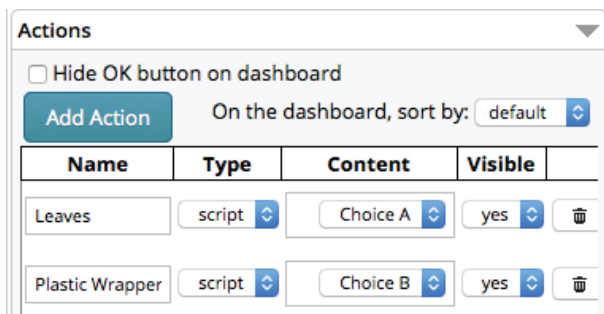 Actions
Hide OK button on dashboard
Add Action On the dashboard, sort by: default
Name Type Content Visible
Leaves script Choice A yes
Plastic Wrapper script Choice B yes